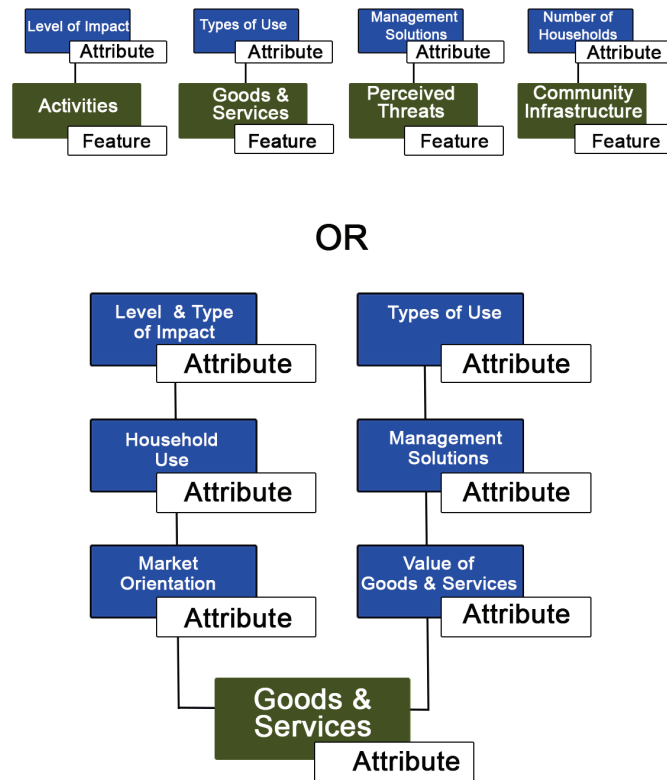 Level of Impact
Attribute
Activities
Feature
Types of Use
Attribute
Goods &
Services
Feature
Management
Solutions
Attribute
Perceived
Threats
Feature
Number of
Households
Attribute
Community
Infrastructure
Feature
OR
Level & Type
of Impact
Attribute
Household
Use
Attribute
Market
Orientation
Attribute
Types of Use
Attribute
Management
Solutions
Attribute
Value of
Goods & Services
Attribute
Goods &
Services
Attribute